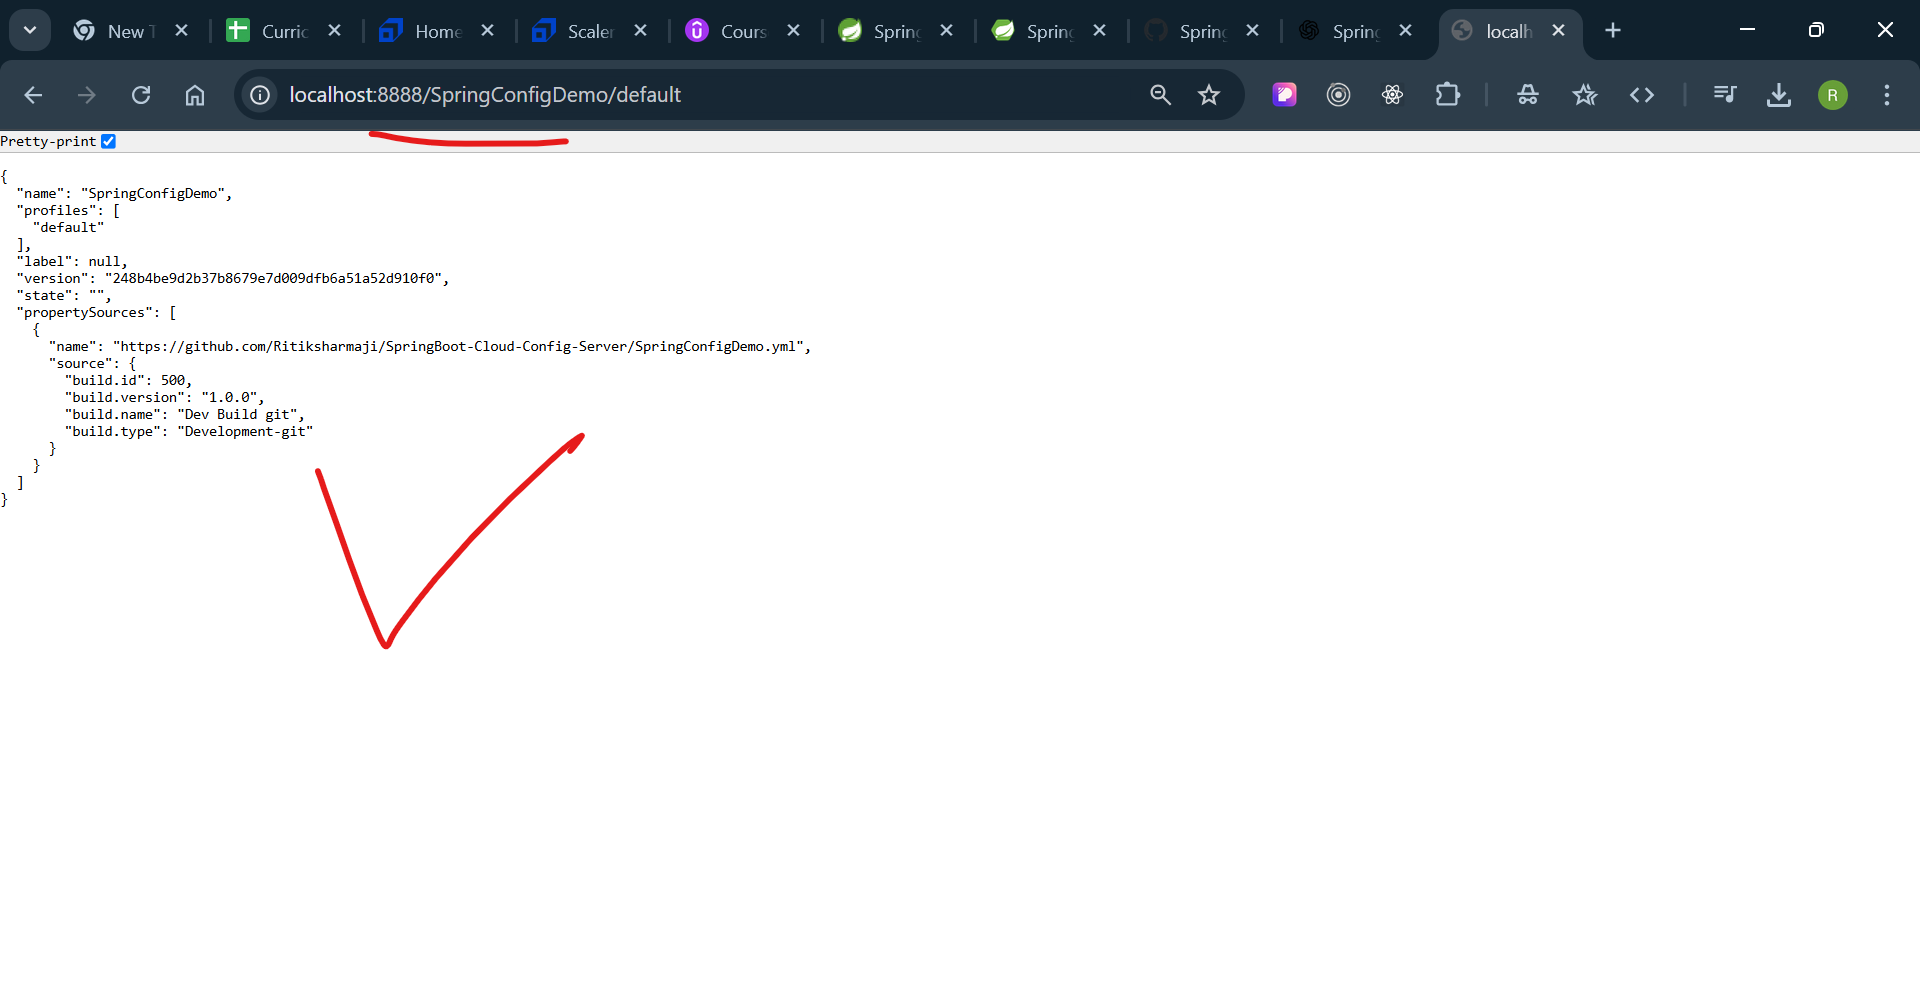 New T
Curric
Home
Scaler
Cours
Spring
Spring
Spring
Spring
localh
localhost:8888/SpringConfigDemo/default
R
Pretty-print
{
  "name": "SpringConfigDemo",
  "profiles": [
    "default"
  ],
  "label": null,
  "version": "248b4be9d2b37b8679e7d009dfb6a51a52d910f0",
  "state": "",
  "propertySources": [
    {
      "name": "https://github.com/Ritiksharmaji/SpringBoot-Cloud-Config-Server/SpringConfigDemo.yml",
      "source": {
        "build.id": 500,
        "build.version": "1.0.0",
        "build.name": "Dev Build git",
        "build.type": "Development-git"
      }
    }
  ]
}